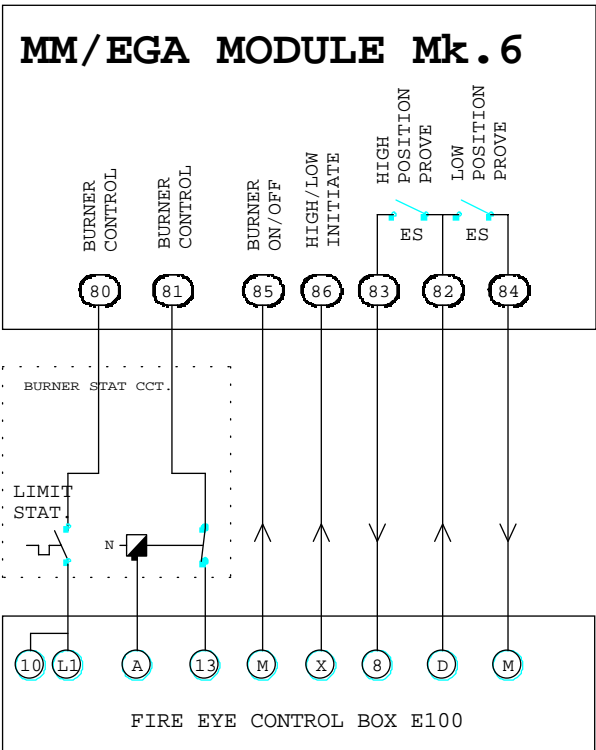 MM/EGA MODULE Mk.6
BURNER
CONTROL
BURNER
CONTROL
BURNER
ON/OFF
HIGH/LOW
INITIATE
HIGH
POSITION
PROVE
LOW
POSITION
PROVE
ES
ES
80
81
85
86
83
82
84
BURNER STAT CCT.
LIMIT
STAT.
N
10
L1
A
13
M
X
8
D
M
FIRE EYE CONTROL BOX E100